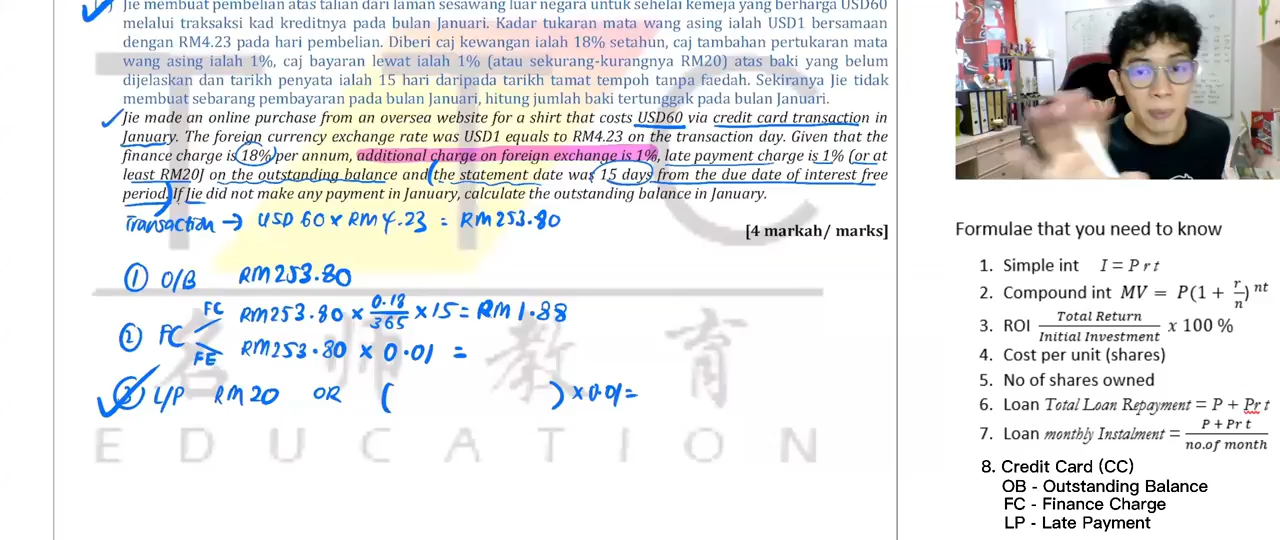 Jie membuat pembelian atas talian dari laman sesawang luar negara untuk sehelai kemeja yang berharga USD60
melalui traksaksi kad kreditnya pada bulan Januari. Kadar tukaran mata wang asing ialah USD1 bersamaan
dengan RM4.23 pada hari pembelian. Diberi caj kewangan ialah 18% setahun, caj tambahan pertukaran mata
wang asing ialah 1%, caj bayaran lewat ialah 1% (atau sekurang-kurangnya RM20) atas baki yang belum
dijelaskan dan tarikh penyata ialah 15 hari daripada tarikh tamat tempoh tanpa faedah. Sekiranya Jie tidak
membuat sebarang pembayaran pada bulan Januari, hitung jumlah baki tertunggak pada bulan Januari.
Jie made an online purchase from an oversea website for a shirt that costs USD60 via credit card transaction in
January. The foreign currency exchange rate was USD1 equals to RM4.23 on the transaction day. Given that the
finance charge is 18% per annum, additional charge on foreign exchange is 1%, late payment charge is 1% (or at
least RM20) on the outstanding balance and the statement date was 15 days from the due date of interest free
period. If Jie did not make any payment in January, calculate the outstanding balance in January.
Transaction → USD 60 × RM 4.23 = RM253.80
[4 markah/ marks]
① O/B RM253.80
② FC
FC RM253.80 × 0.18/365 × 15 = RM 1.88
FE RM253.80 × 0.01 =
③ L/P RM 20 OR ( ) × 0.01 =
名 师 教 育
E D U C A T I O N
Formulae that you need to know
1. Simple int I = P r t
2. Compound int MV = P(1 + r/n)^nt
3. ROI Total Return/Initial Investment x 100 %
4. Cost per unit (shares)
5. No of shares owned
6. Loan Total Loan Repayment = P + Prt
7. Loan monthly Instalment = P + Prt/no.of month
8. Credit Card (CC)
OB - Outstanding Balance
FC - Finance Charge
LP - Late Payment